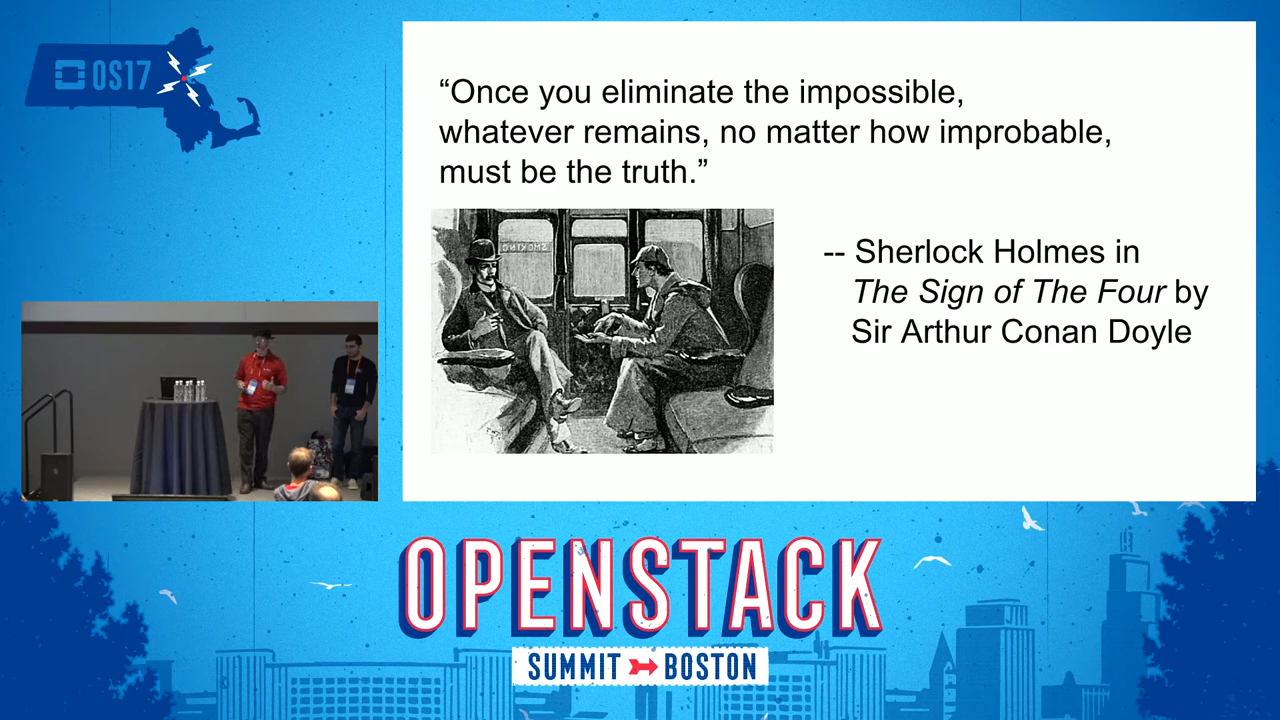 OS17
“Once you eliminate the impossible,
whatever remains, no matter how improbable,
must be the truth.”
SMOKING
-- Sherlock Holmes in
The Sign of The Four by
Sir Arthur Conan Doyle
OPENSTACK
SUMMIT BOSTON